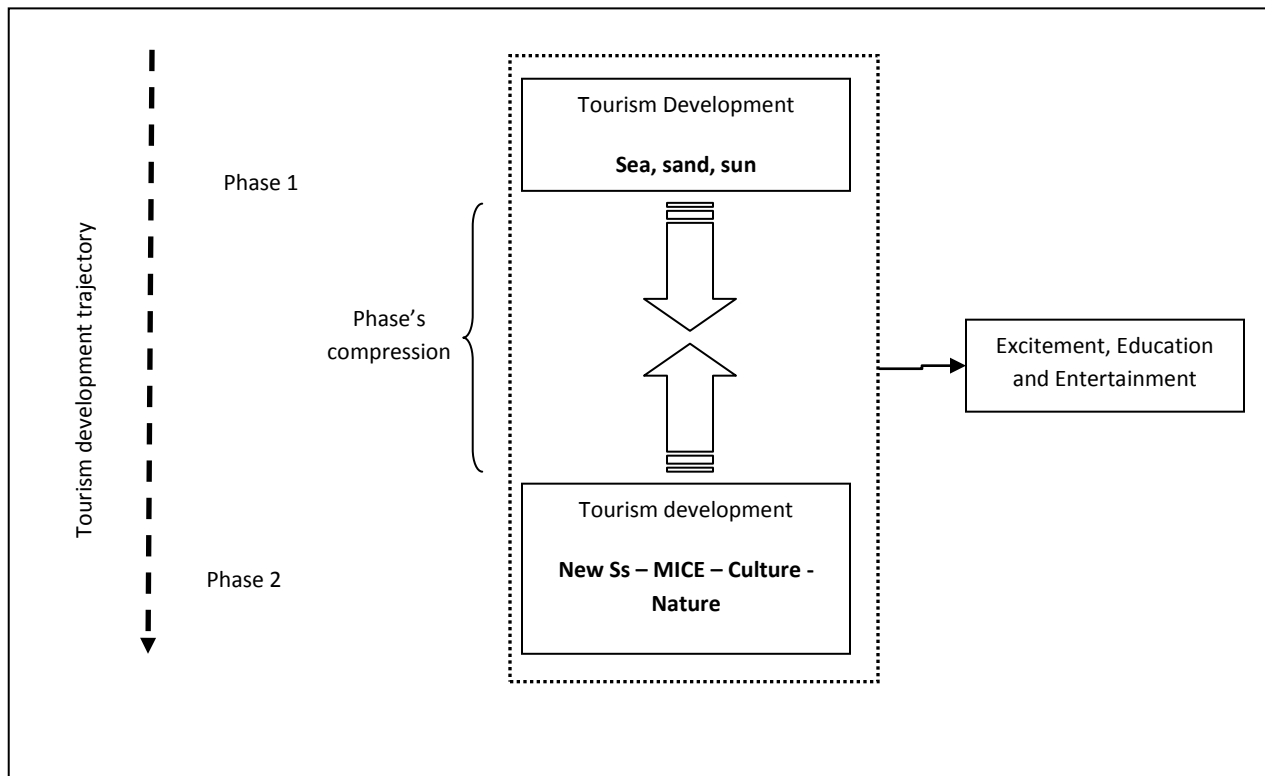 Tourism development trajectory
Phase 1
Phase's
compression
Phase 2
Tourism Development
Sea, sand, sun
Tourism development
New Ss – MICE – Culture -
Nature
Excitement, Education
and Entertainment